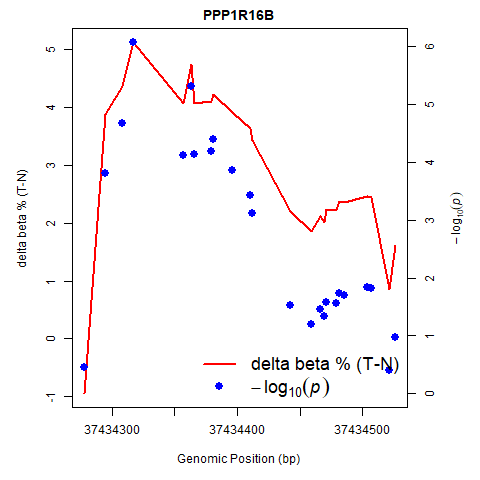 PPP1R16B
5
4
3
2
1
0
-1
delta beta % (T-N)
6
5
4
3
2
1
0
−log10(p)
delta beta % (T-N)
−log10(p)
37434300 37434400 37434500
Genomic Position (bp)